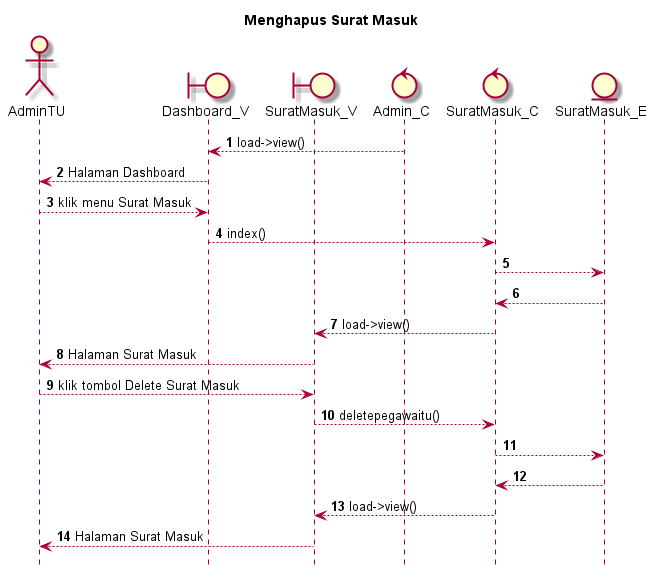 Menghapus Surat Masuk
AdminTU Dashboard_V SuratMasuk_V Admin_C SuratMasuk_C SuratMasuk_E
1 load->view()
2 Halaman Dashboard
3 klik menu Surat Masuk
4 index()
5
6
7 load->view()
8 Halaman Surat Masuk
9 klik tombol Delete Surat Masuk
10 deletepegawaitu()
11
12
13 load->view()
14 Halaman Surat Masuk